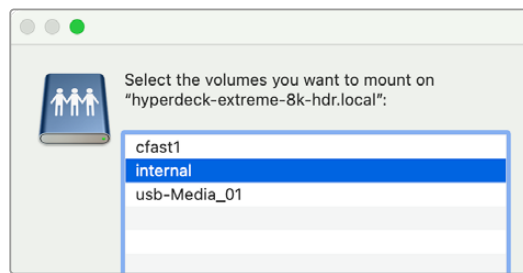 Select the volumes you want to mount on
“hyperdeck-extreme-8k-hdr.local”:
cfast1
internal
usb-Media_01